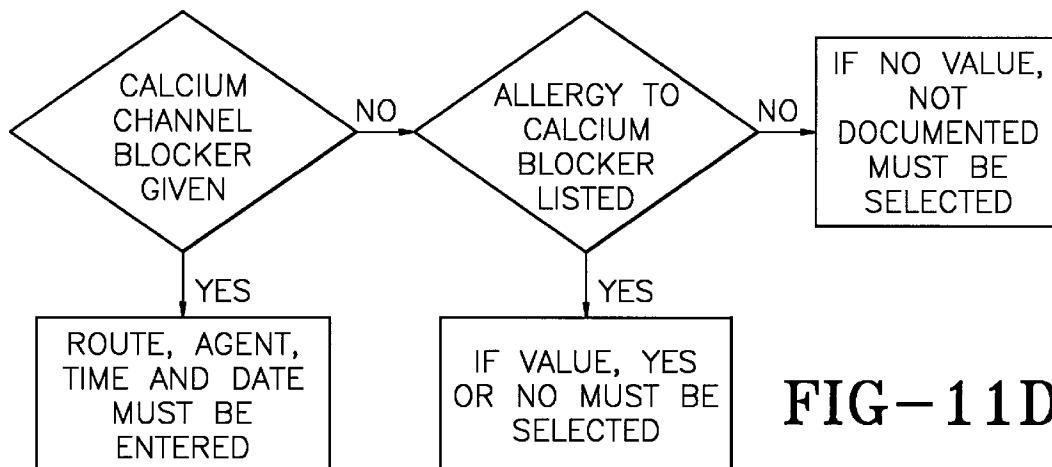 CALCIUM
CHANNEL
BLOCKER
GIVEN
NO
ALLERGY TO
CALCIUM
BLOCKER
LISTED
NO
IF NO VALUE,
NOT
DOCUMENTED
MUST BE
SELECTED
YES
YES
ROUTE, AGENT,
TIME AND DATE
MUST BE
ENTERED
IF VALUE, YES
OR NO MUST BE
SELECTED
FIG-11D